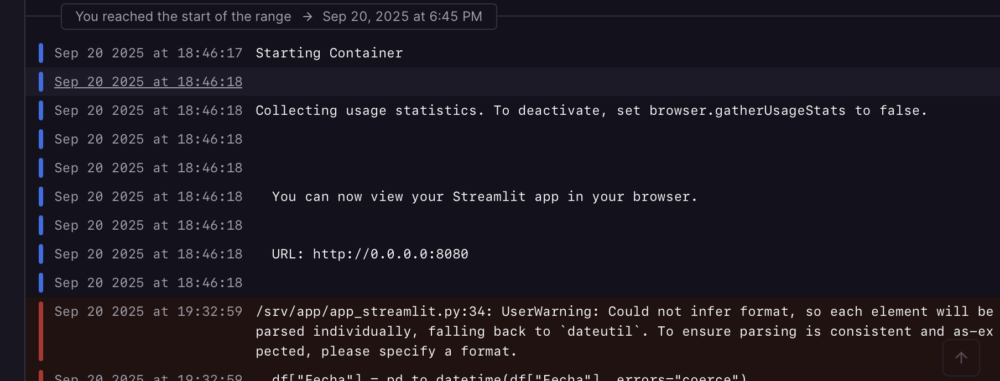 You reached the start of the range → Sep 20, 2025 at 6:45 PM
Sep 20 2025 at 18:46:17 Starting Container
Sep 20 2025 at 18:46:18
Sep 20 2025 at 18:46:18 Collecting usage statistics. To deactivate, set browser.gatherUsageStats to false.
Sep 20 2025 at 18:46:18
Sep 20 2025 at 18:46:18
Sep 20 2025 at 18:46:18 You can now view your Streamlit app in your browser.
Sep 20 2025 at 18:46:18
Sep 20 2025 at 18:46:18 URL: http://0.0.0.0:8080
Sep 20 2025 at 18:46:18
Sep 20 2025 at 19:32:59 /srv/app/app_streamlit.py:34: UserWarning: Could not infer format, so each element will be
parsed individually, falling back to `dateutil`. To ensure parsing is consistent and as-ex
pected, please specify a format.
Sep 20 2025 at 19:32:59 df["Fecha"] = pd.to_datetime(df["Fecha"], errors="coerce")